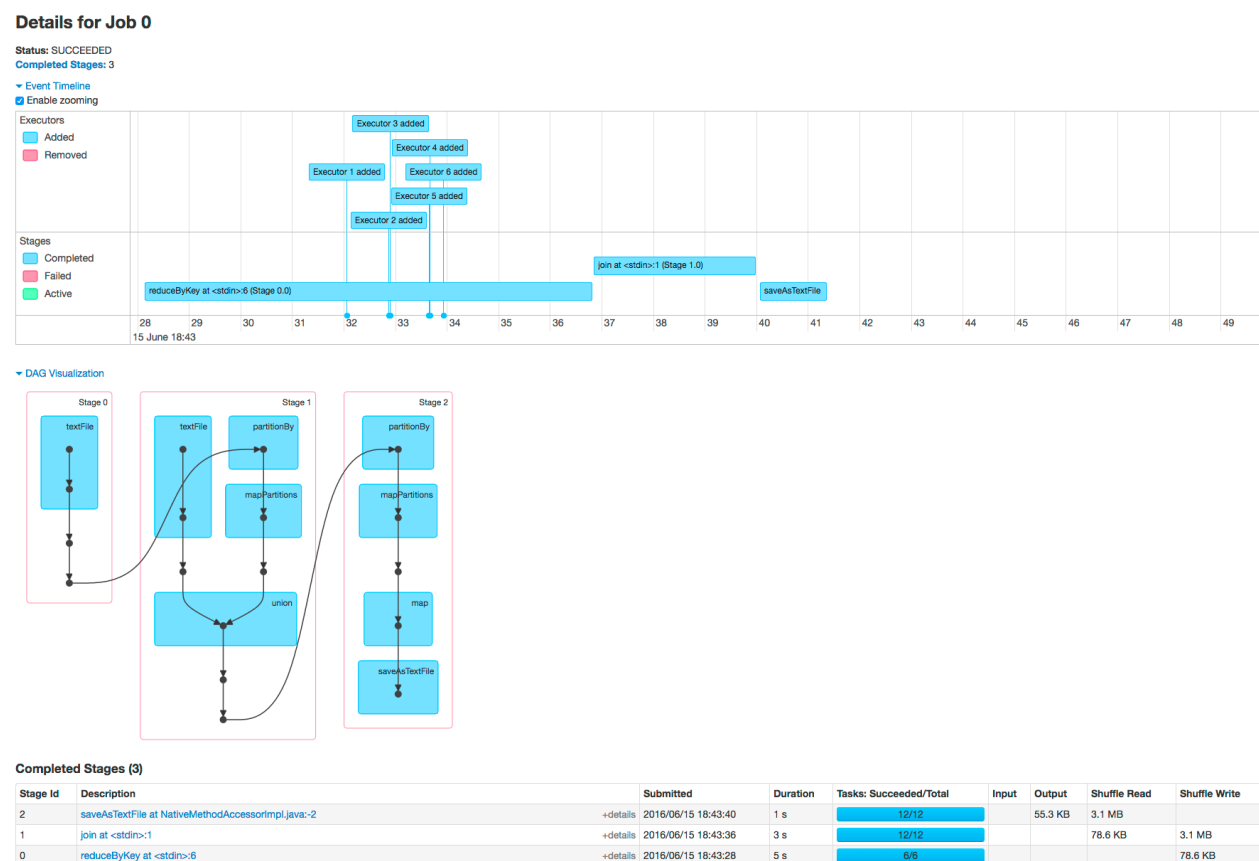 Details for Job 0
Status: SUCCEEDED
Completed Stages: 3
Event Timeline
Enable zooming
Executors
Added
Removed
Executor 3 added
Executor 4 added
Executor 1 added
Executor 6 added
Executor 5 added
Executor 2 added
Stages
Completed
Failed
Active
join at <stdin>:1 (Stage 1.0)
reduceByKey at <stdin>:6 (Stage 0.0)
saveAsTextFile
28 29 30 31 32 33 34 35 36 37 38 39 40 41 42 43 44 45 46 47 48 49
15 June 18:43
DAG Visualization
Stage 0
textFile
Stage 1
textFile
partitionBy
mapPartitions
union
Stage 2
partitionBy
mapPartitions
map
saveAsTextFile
Completed Stages (3)
Stage Id Description Submitted Duration Tasks: Succeeded/Total Input Output Shuffle Read Shuffle Write
2 saveAsTextFile at NativeMethodAccessorImpl.java:-2 +details 2016/06/15 18:43:40 1 s 12/12 55.3 KB 3.1 MB
1 join at <stdin>:1 +details 2016/06/15 18:43:36 3 s 12/12 78.6 KB 3.1 MB
0 reduceByKey at <stdin>:6 +details 2016/06/15 18:43:28 5 s 6/6 78.6 KB